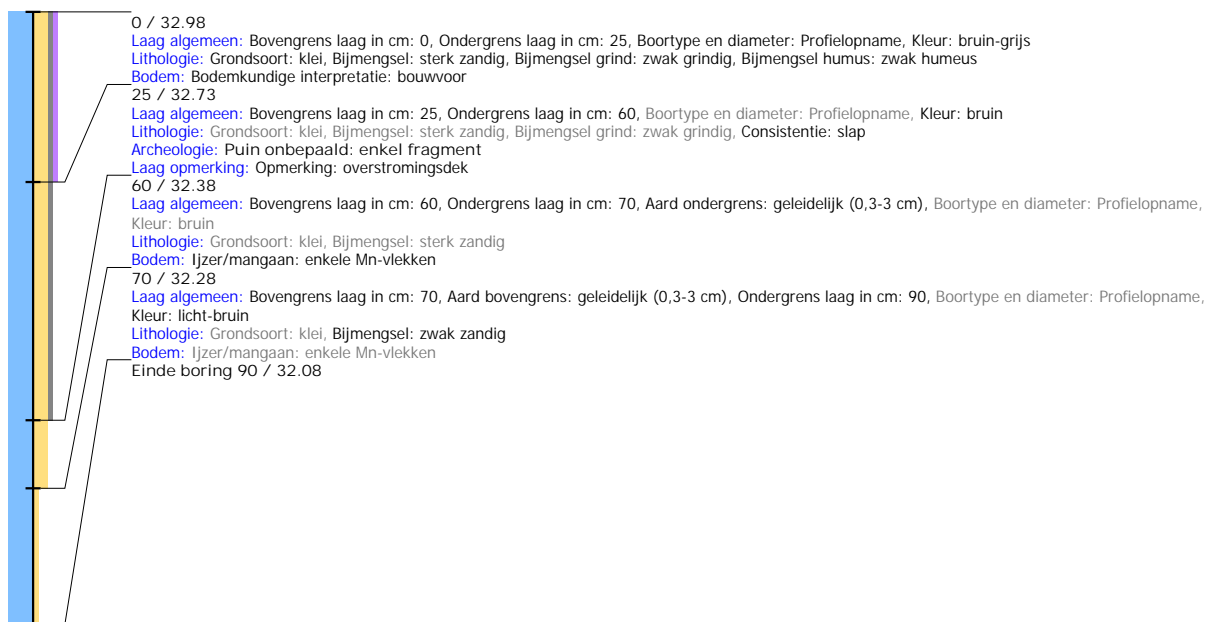 0 / 32.98
Laag algemeen: Bovengrens laag in cm: 0, Ondergrens laag in cm: 25, Boortype en diameter: Profielopname, Kleur: bruin-grijs
Lithologie: Grondsoort: klei, Bijmengsel: sterk zandig, Bijmengsel grind: zwak grindig, Bijmengsel humus: zwak humeus
Bodem: Bodemkundige interpretatie: bouwvoor
25 / 32.73
Laag algemeen: Bovengrens laag in cm: 25, Ondergrens laag in cm: 60, Boortype en diameter: Profielopname, Kleur: bruin
Lithologie: Grondsoort: klei, Bijmengsel: sterk zandig, Bijmengsel grind: zwak grindig, Consistentie: slap
Archeologie: Puin onbepaald: enkel fragment
Laag opmerking: Opmerking: overstromingsdek
60 / 32.38
Laag algemeen: Bovengrens laag in cm: 60, Ondergrens laag in cm: 70, Aard ondergrens: geleidelijk (0,3-3 cm), Boortype en diameter: Profielopname,
Kleur: bruin
Lithologie: Grondsoort: klei, Bijmengsel: sterk zandig
Bodem: Ijzer/mangaan: enkele Mn-vlekken
70 / 32.28
Laag algemeen: Bovengrens laag in cm: 70, Aard bovengrens: geleidelijk (0,3-3 cm), Ondergrens laag in cm: 90, Boortype en diameter: Profielopname,
Kleur: licht-bruin
Lithologie: Grondsoort: klei, Bijmengsel: zwak zandig
Bodem: Ijzer/mangaan: enkele Mn-vlekken
Einde boring 90 / 32.08